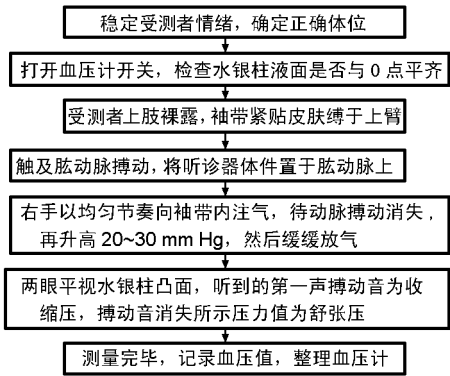 稳定受测者情绪，确定正确体位
打开血压计开关，检查水银柱液面是否与0点平齐
受测者上肢裸露，袖带紧贴皮肤缚于上臂
触及肱动脉搏动，将听诊器体件置于肱动脉上
右手以均匀节奏向袖带内注气，待动脉搏动消失，
再升高20~30 mm Hg，然后缓缓放气
两眼平视水银柱凸面，听到的第一声搏动音为收
缩压，搏动音消失所示压力值为舒张压
测量完毕，记录血压值，整理血压计